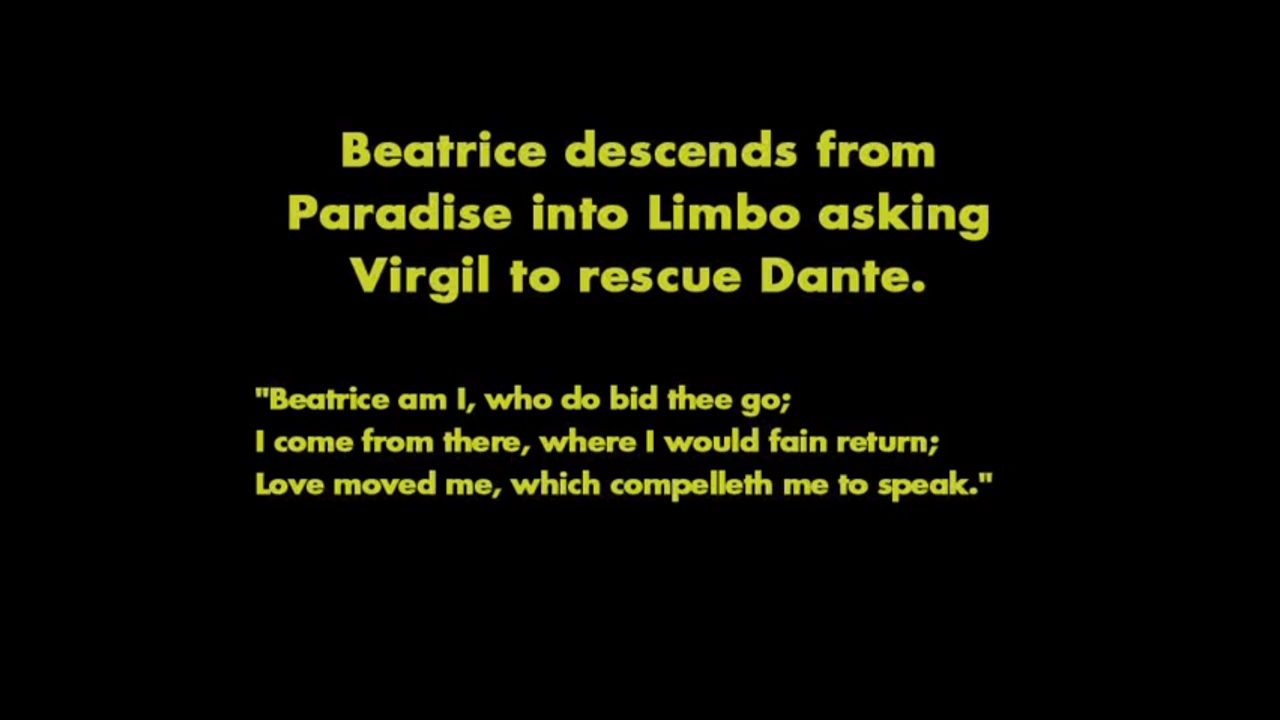 Beatrice descends from
Paradise into Limbo asking
Virgil to rescue Dante.
"Beatrice am I, who do bid thee go;
I come from there, where I would fain return;
Love moved me, which compelleth me to speak."